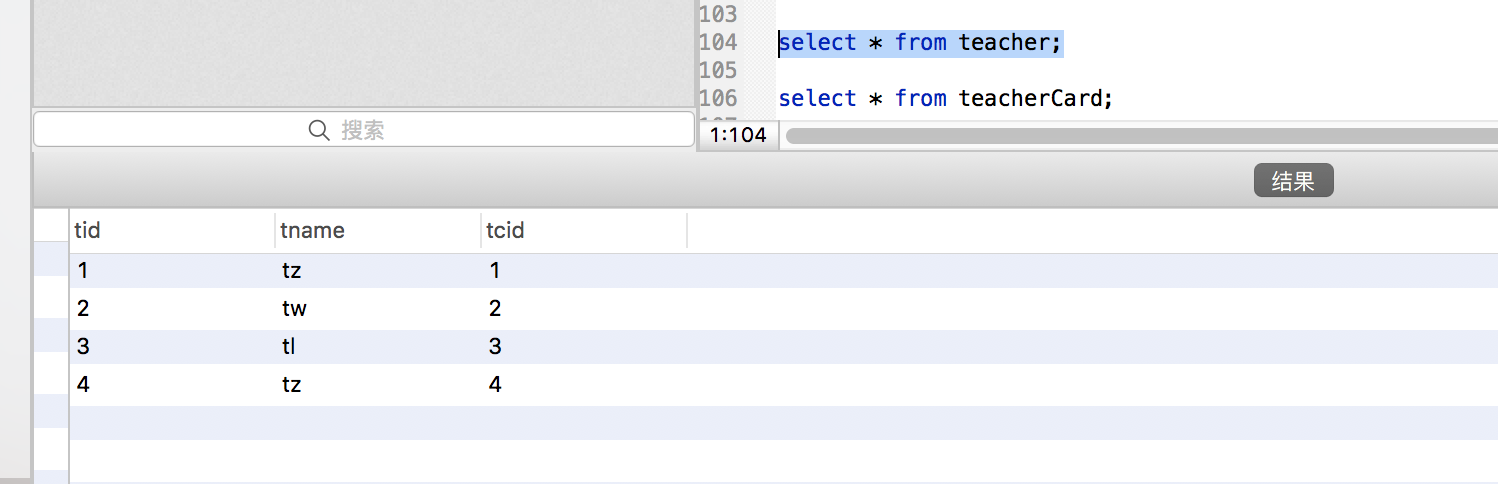 103
104 select * from teacher;
105
106 select * from teacherCard;
搜索
1:104
结果
tid tname tcid
1 tz 1
2 tw 2
3 tl 3
4 tz 4